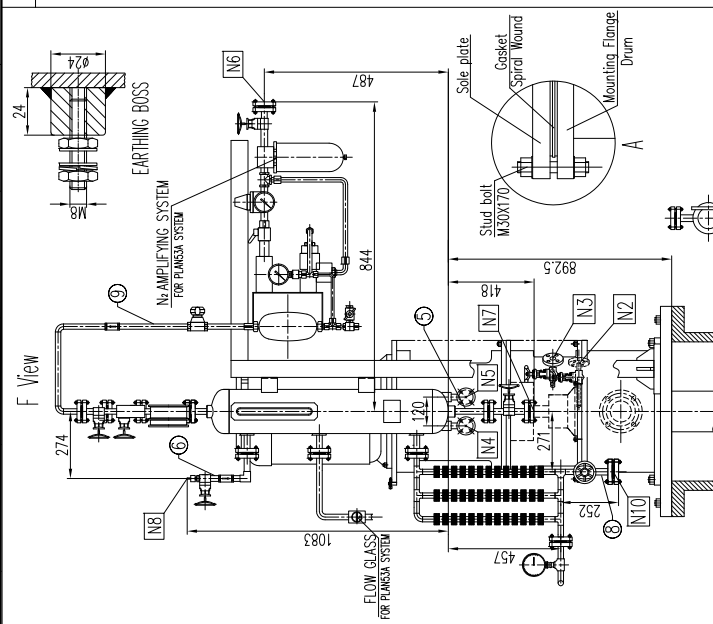 ø24
24
M8
EARTHING BOSS
F View
N₂ AMPLIFYING SYSTEM
FOR PLAN53A SYSTEM
N6
487
844
Sole plate
Gasket
Spiral Wound
Mounting Flange
Drum
Stud bolt
M30X170
A
9
892.5
418
5
N7
N3
N2
N5
N4
120
274
6
N8
1083
FLOW GLASS
FOR PLAN53A SYSTEM
271
457
252
8
N10